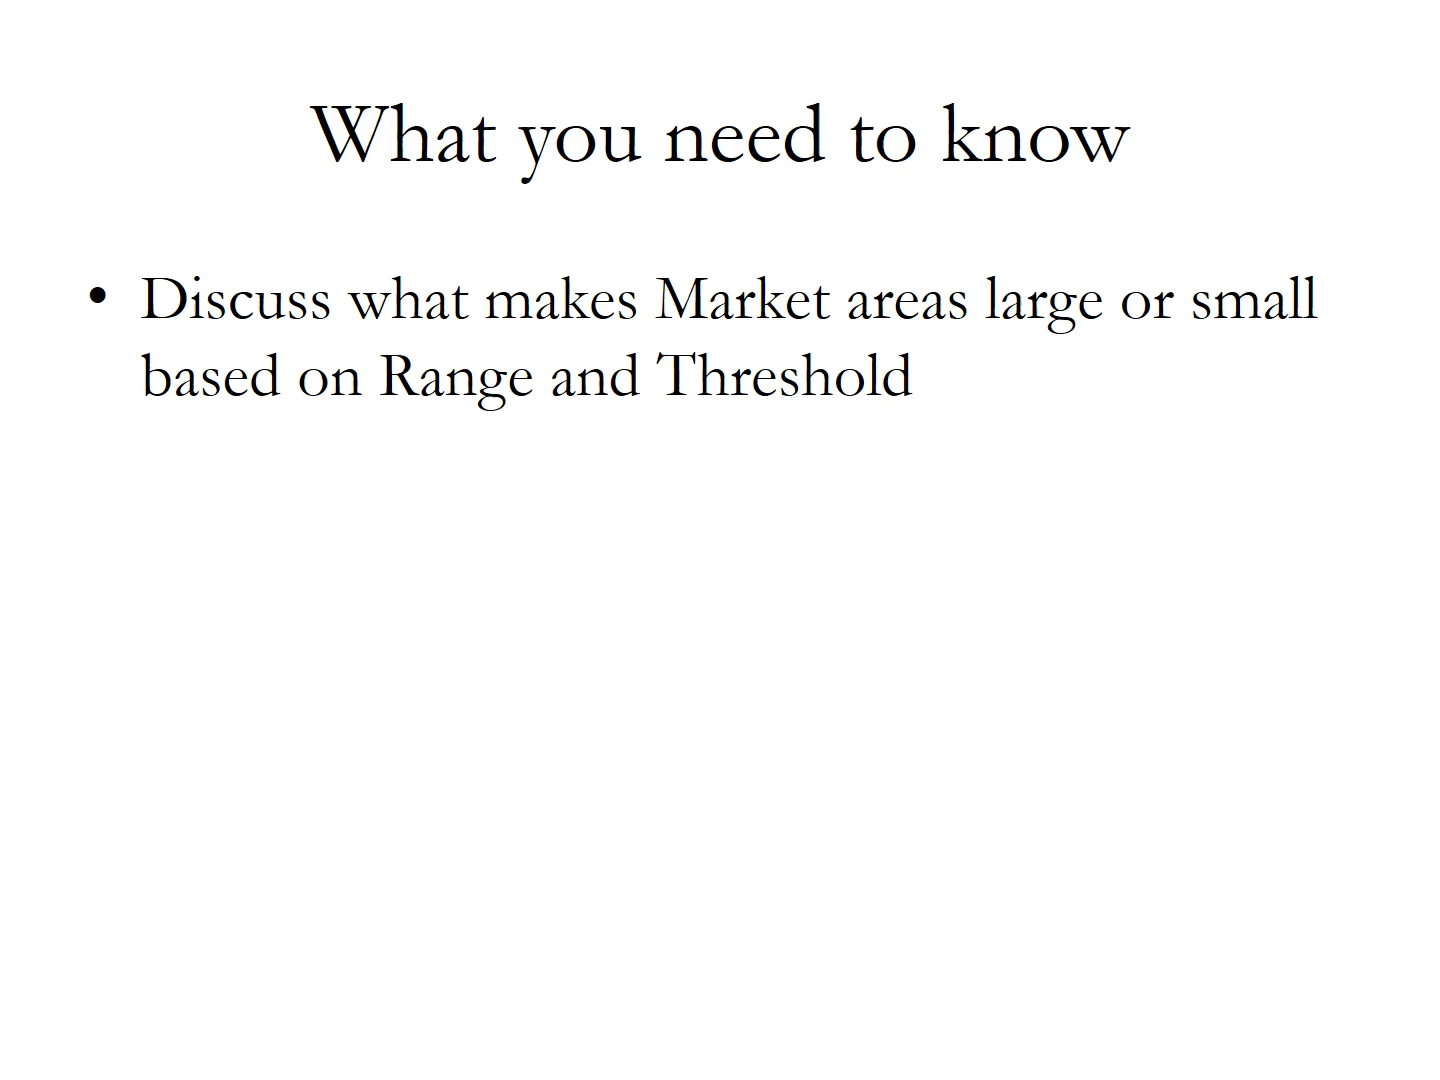 What you need to know
• Discuss what makes Market areas large or small
based on Range and Threshold